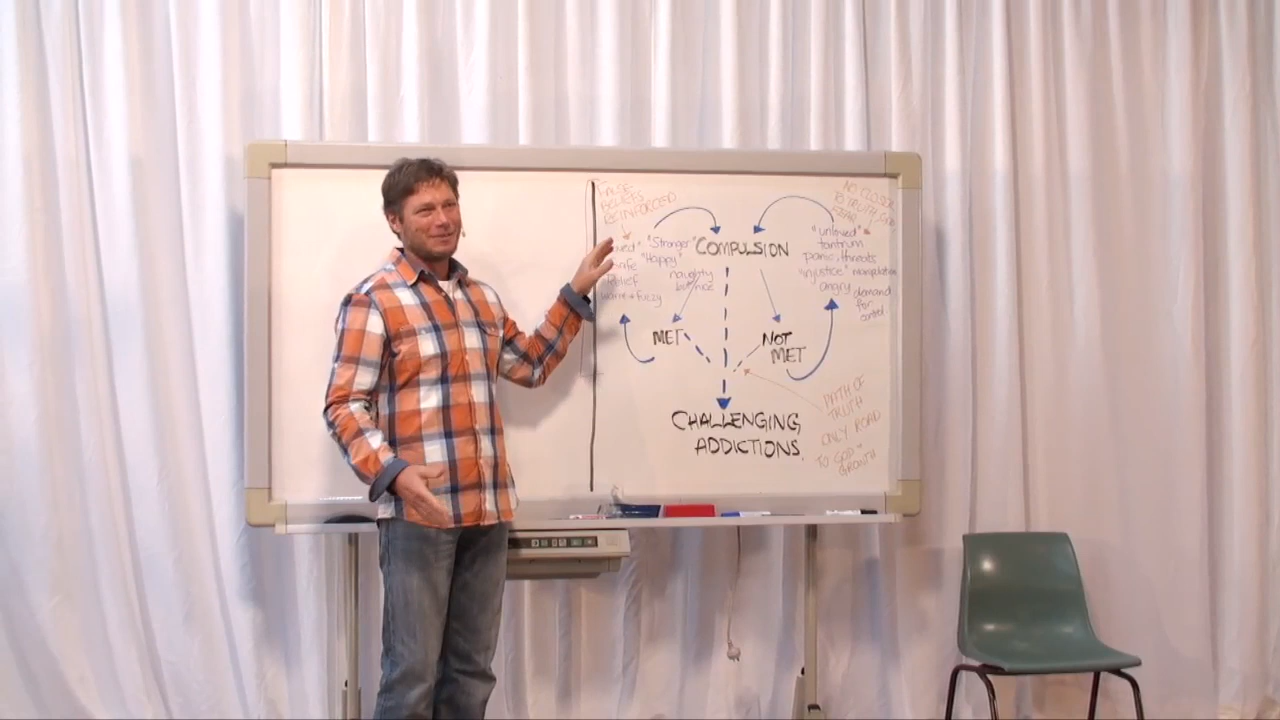 FALSE
BELIEFS
REINFORCED
"Stronger"
"Happy"
naughty
but nice
safe
relief
warm + fuzzy
COMPULSION
NO CLOSER
TO TRUTH, GOD
"unloved"
tantrum
panic, threats
"injustice" manipulation
angry demand
for
control
MET
NOT
MET
CHALLENGING
ADDICTIONS.
PATH OF
TRUTH
ONLY ROAD
TO GOD +
GROWTH